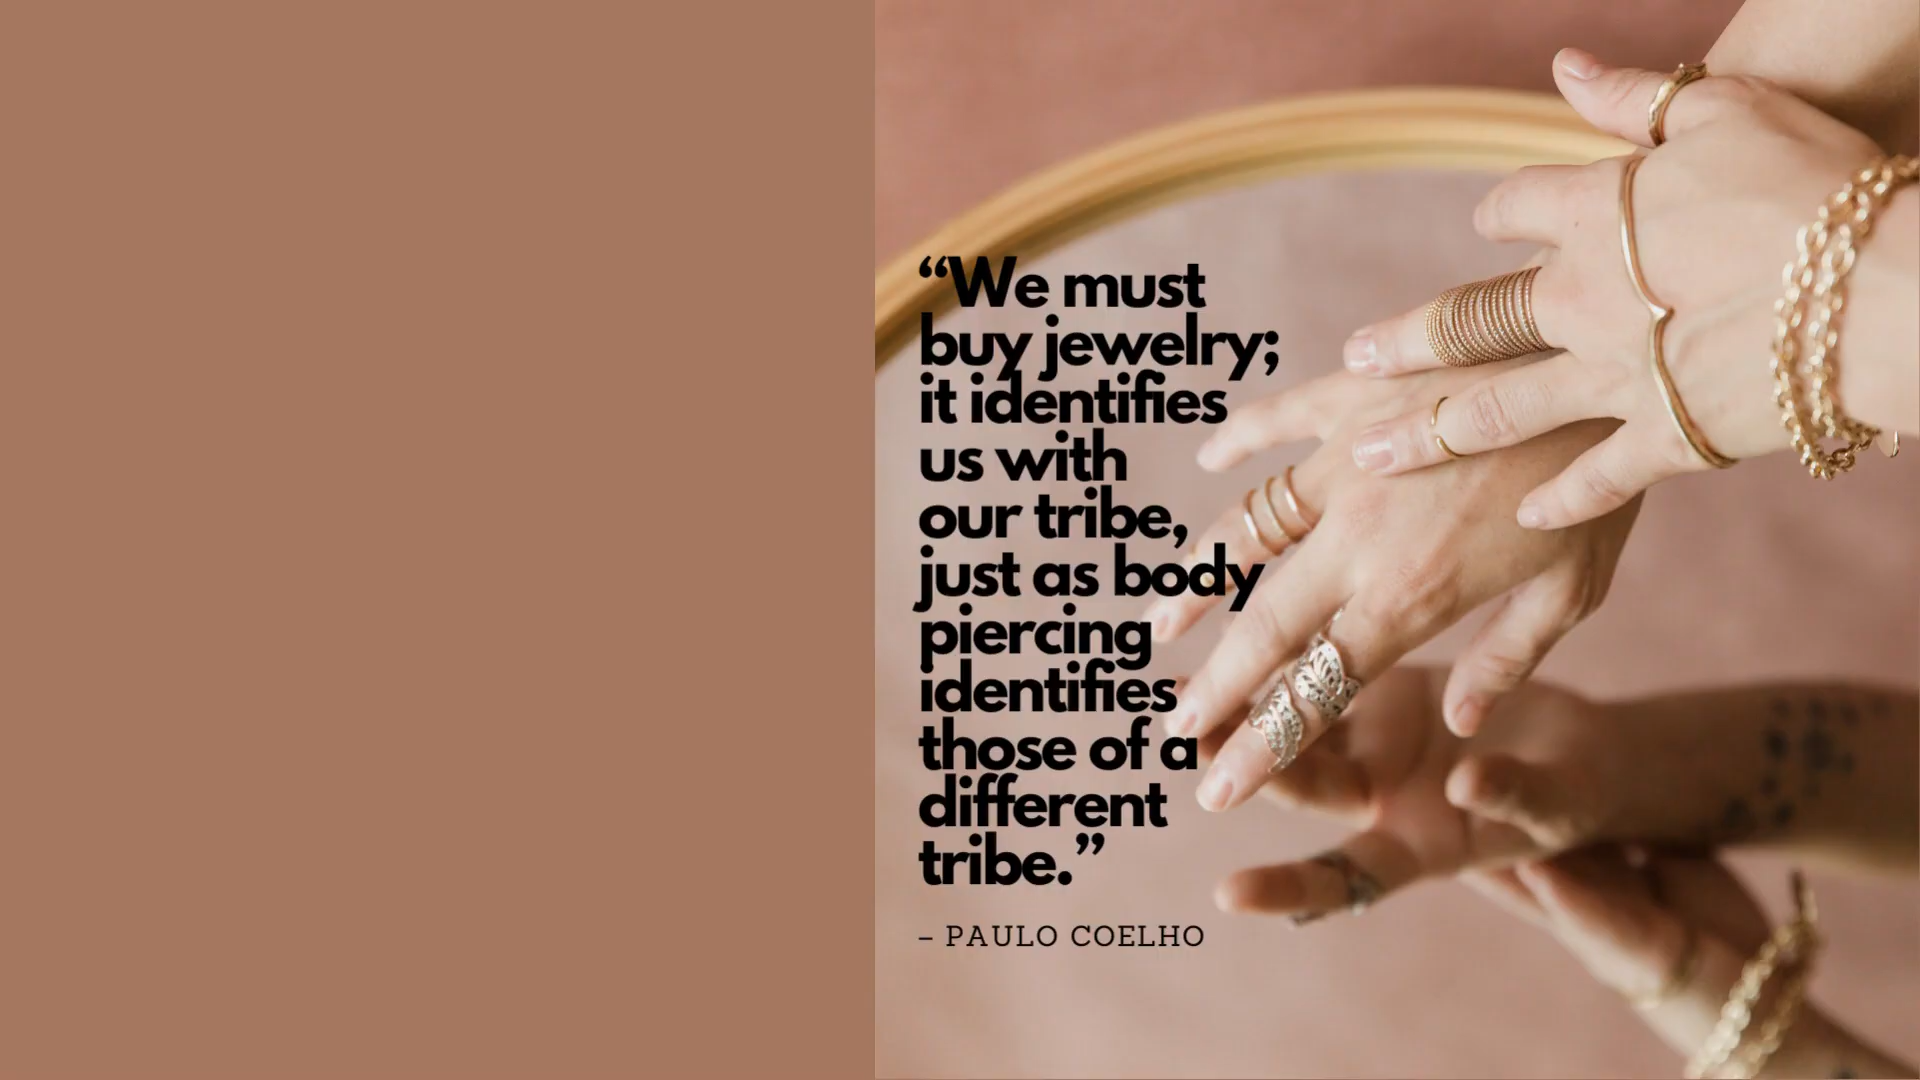 “We must
buy jewelry;
it identifies
us with
our tribe,
just as body
piercing
identifies
those of a
different
tribe.”
– PAULO COELHO